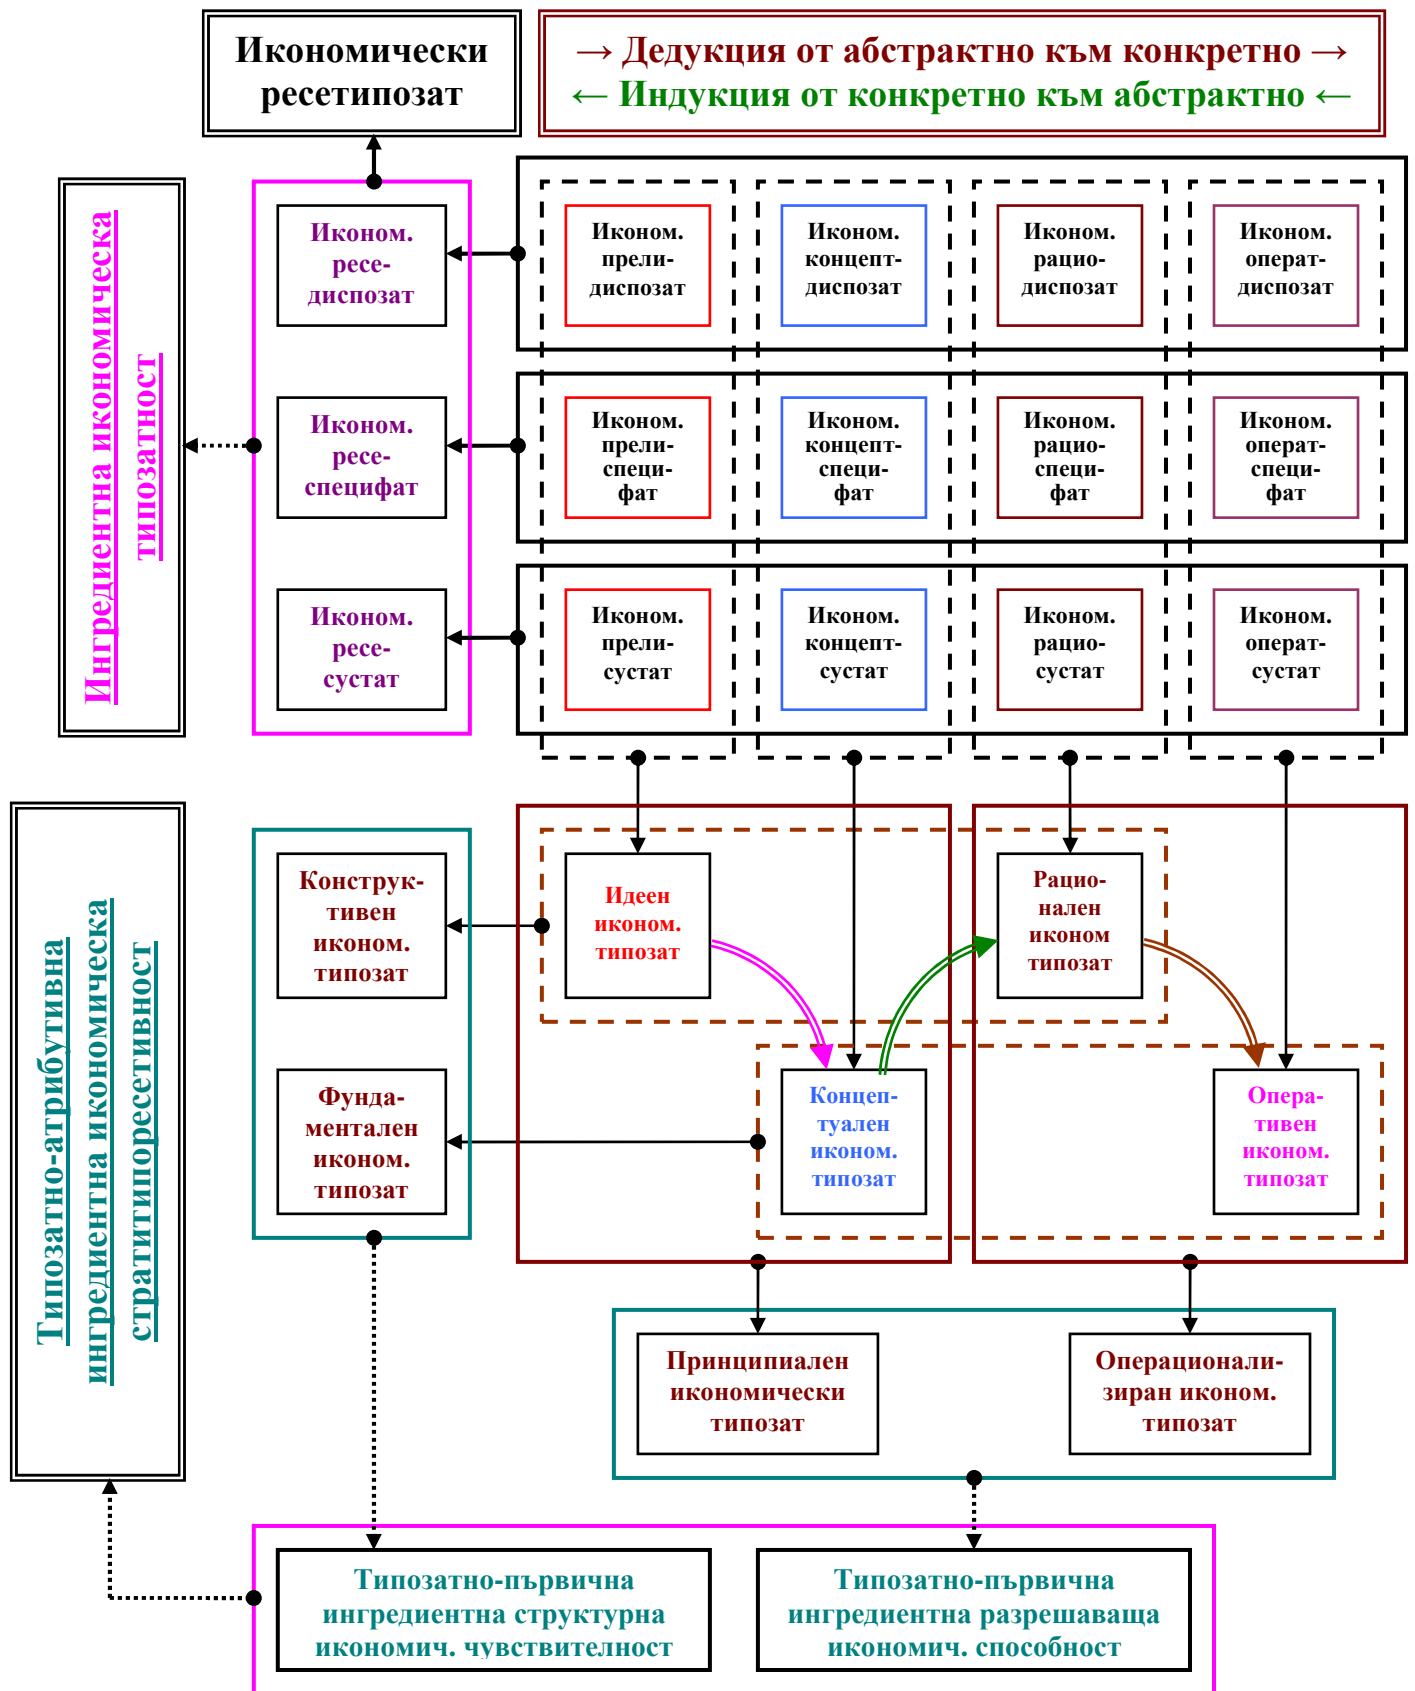 Икономически
ресетипозат
→ Дедукция от абстрактно към конкретно →
← Индукция от конкретно към абстрактно ←
Ингредиентна икономическа
типозатност
Иконом.
ресе-
диспозат
Иконом.
прели-
диспозат
Иконом.
концепт-
диспозат
Иконом.
рацио-
диспозат
Иконом.
операт-
диспозат
Иконом.
ресе-
специфат
Иконом.
прели-
специ-
фат
Иконом.
концепт-
специ-
фат
Иконом.
рацио-
специ-
фат
Иконом.
операт-
специ-
фат
Иконом.
ресе-
сустат
Иконом.
прели-
сустат
Иконом.
концепт-
сустат
Иконом.
рацио-
сустат
Иконом.
операт-
сустат
Типозатно-атрибутивна
ингредиентна икономическа
стратитипоресетивност
Конструк-
тивен
иконом.
типозат
Идеен
иконом.
типозат
Рацио-
нален
иконом
типозат
Фунда-
ментален
иконом.
типозат
Концеп-
туален
иконом.
типозат
Опера-
тивен
иконом.
типозат
Принципиален
икономически
типозат
Операционали-
зиран иконом.
типозат
Типозатно-първична
ингредиентна структурна
икономич. чувствителност
Типозатно-първична
ингредиентна разрешаваща
икономич. способност